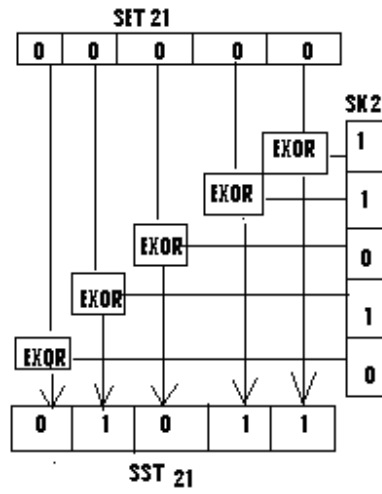 SET 21
0 0 0 0 0
SK2
EXOR 1
EXOR 1
EXOR 0
EXOR 1
EXOR 0
0 1 0 1 1
SST 21